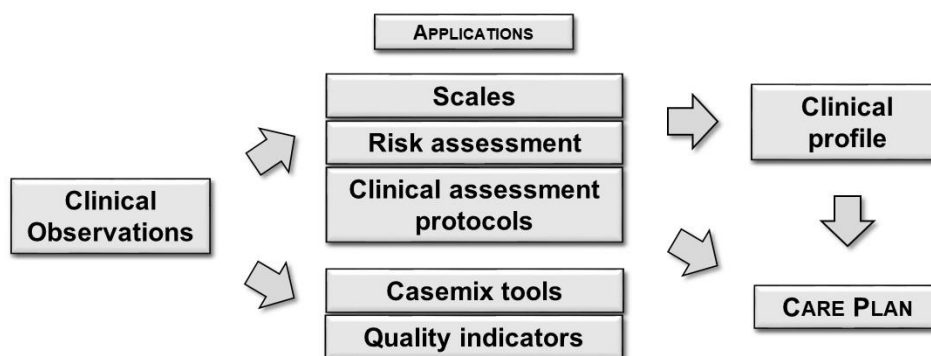 APPLICATIONS
Scales
Risk assessment
Clinical assessment
protocols
Clinical
Observations
Casemix tools
Quality indicators
Clinical
profile
CARE PLAN